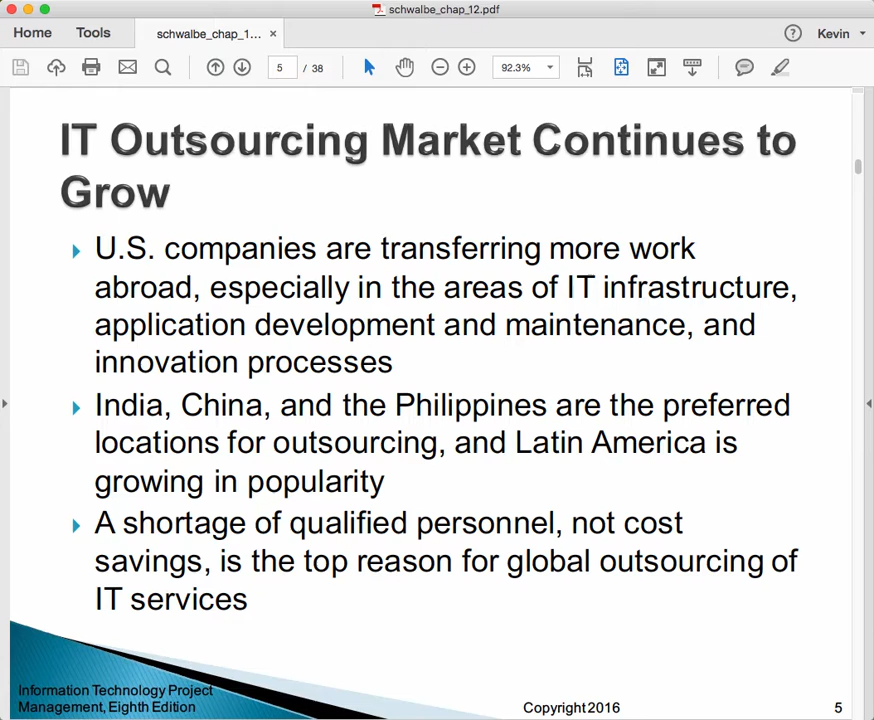 schwalbe_chap_12.pdf
Home Tools schwalbe_chap_1... × ? Kevin
5 / 38 92.3%
IT Outsourcing Market Continues to
Grow
U.S. companies are transferring more work
abroad, especially in the areas of IT infrastructure,
application development and maintenance, and
innovation processes
India, China, and the Philippines are the preferred
locations for outsourcing, and Latin America is
growing in popularity
A shortage of qualified personnel, not cost
savings, is the top reason for global outsourcing of
IT services
Information Technology Project
Management, Eighth Edition
Copyright 2016
5